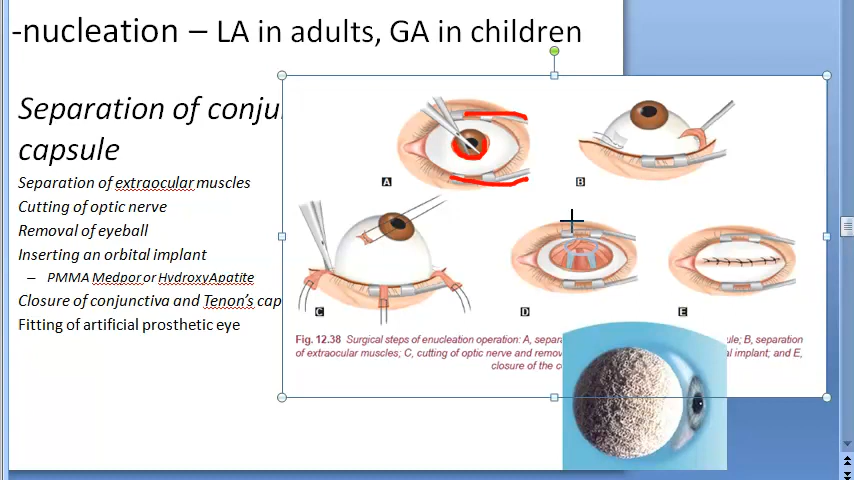 -nucleation – LA in adults, GA in children
Separation of conju
capsule
Separation of extraocular muscles
Cutting of optic nerve
Removal of eyeball
Inserting an orbital implant
– PMMA Medpor or HydroxyApatite
Closure of conjunctiva and Tenon's cap
Fitting of artificial prosthetic eye
A
B
C
D
E
Fig. 12.38 Surgical steps of enucleation operation: A, separa ule; B, separation
of extraocular muscles; C, cutting of optic nerve and remov al implant, and E,
closure of the co